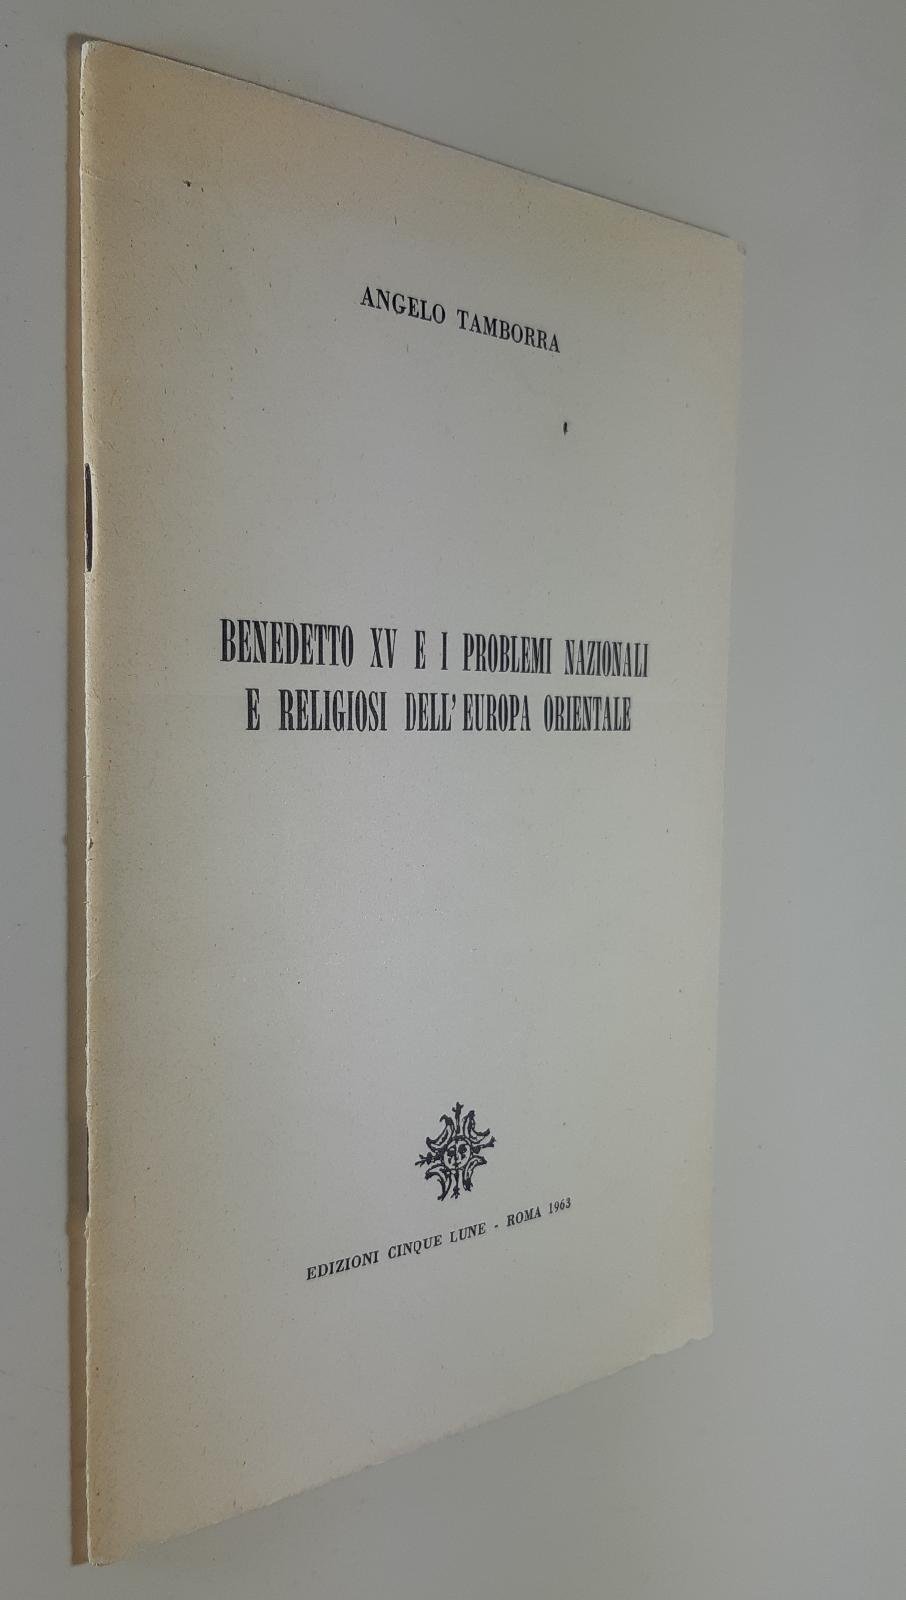 ANGELO TAMBORRA
BENEDETTO XV E I PROBLEMI NAZIONALI
E RELIGIOSI DELL'EUROPA ORIENTALE
EDIZIONI CINQUE LUNE - ROMA 1963